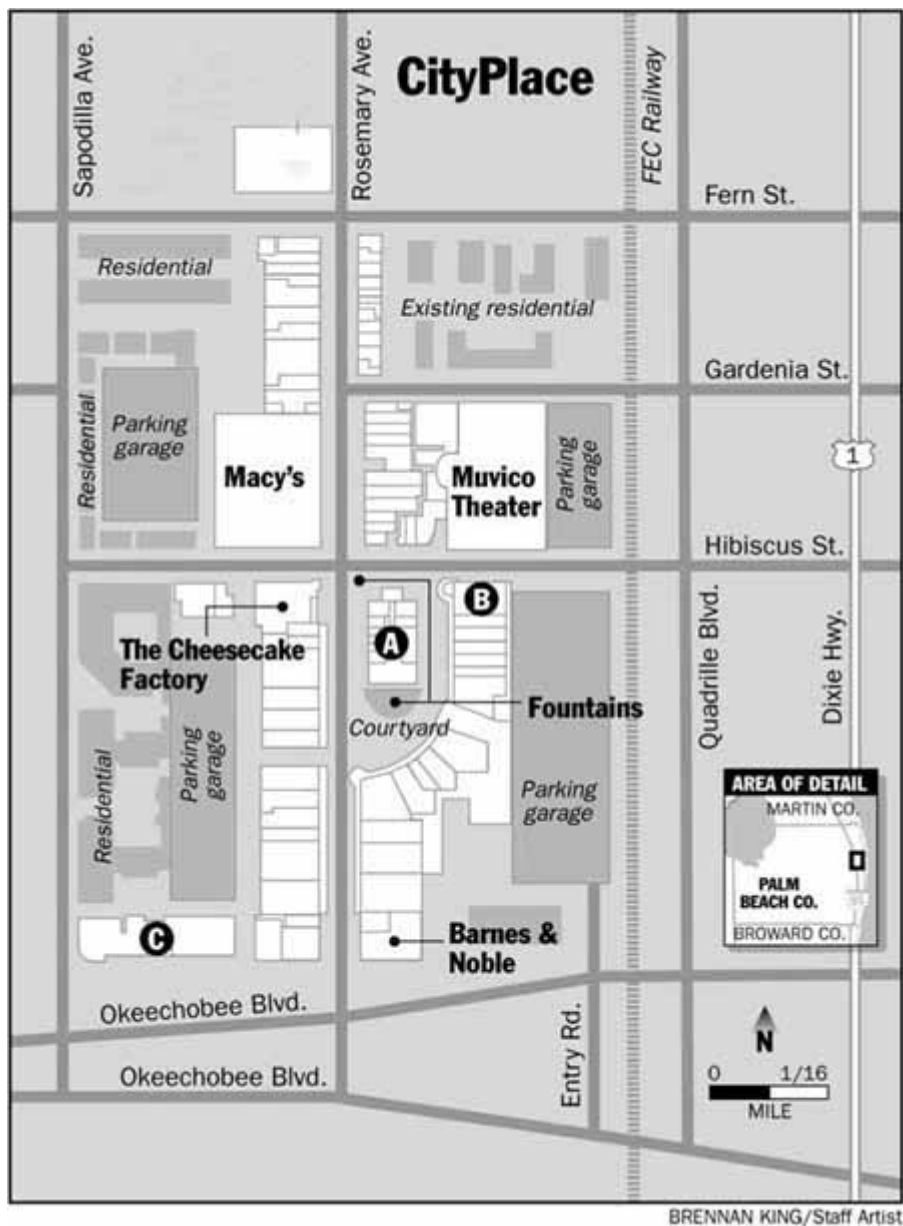 CityPlace
Sapodilla Ave.
Rosemary Ave.
FEC Railway
Fern St.
Residential
Existing residential
Gardenia St.
Residential
Parking
garage
Macy's
Muvico
Theater
Parking
garage
1
Hibiscus St.
The Cheesecake
Factory
A
B
Fountains
Courtyard
Quadrille Blvd.
Dixie Hwy.
Residential
Parking
garage
Parking
garage
AREA OF DETAIL
MARTIN CO.
PALM
BEACH CO.
BROWARD CO.
C
Barnes &
Noble
Okeechobee Blvd.
Okeechobee Blvd.
Entry Rd.
N
0 1/16
MILE
BRENNAN KING/Staff Artist